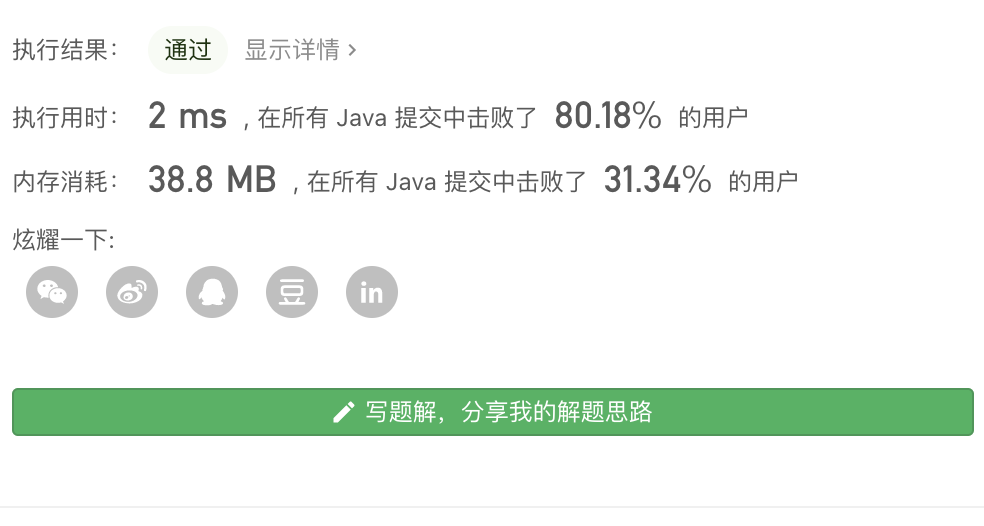 执行结果： 通过 显示详情 >
执行用时： 2 ms , 在所有 Java 提交中击败了 80.18% 的用户
内存消耗： 38.8 MB , 在所有 Java 提交中击败了 31.34% 的用户
炫耀一下:
豆 in
写题解，分享我的解题思路